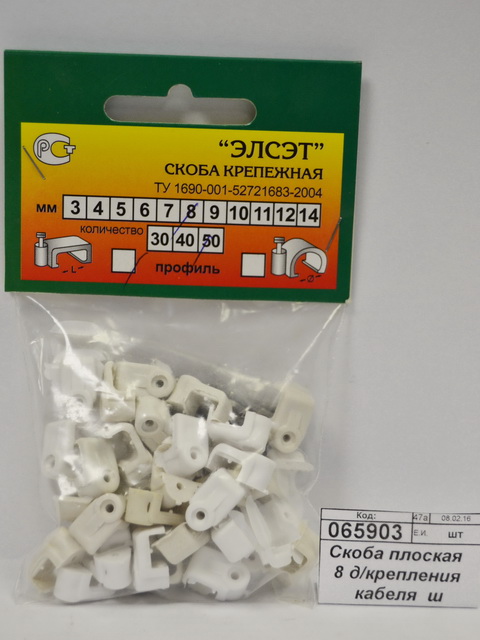 РСТ
“ЭЛСЭТ”
СКОБА КРЕПЕЖНАЯ
ТУ 1690-001-52721683-2004
мм 3 4 5 6 7 8 9 10 11 12 14
количество 30 40 50
L
профиль
Ø
Код: 47а 08.02.16
065903 Е.И. шт
Скоба плоская
8 д/крепления
кабеля ш